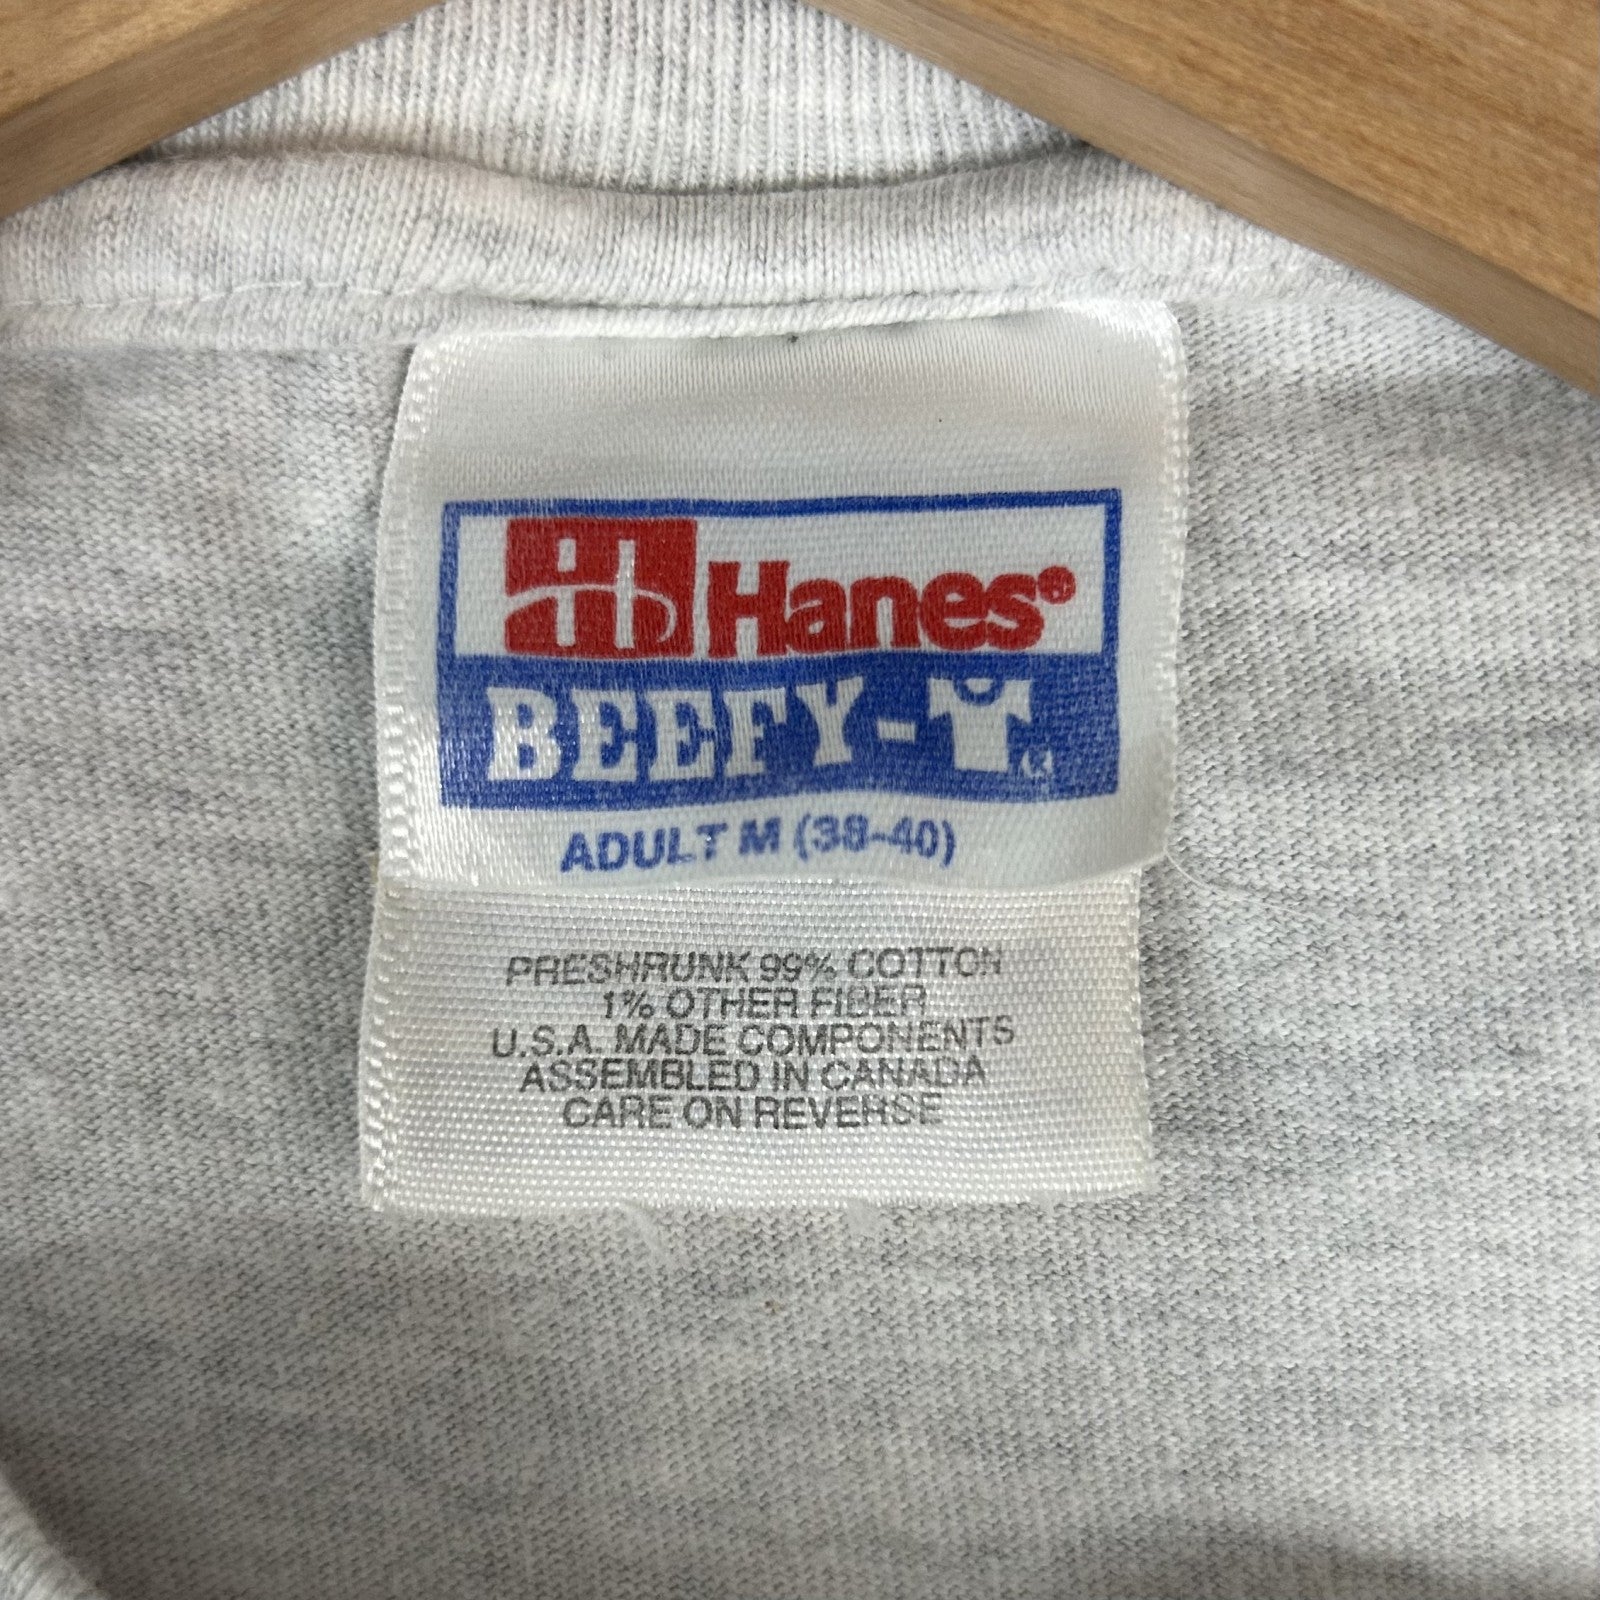 Hanes®
BEEFY-T
ADULT M (38-40)
PRESHRUNK 99% COTTON
1% OTHER FIBER
U.S.A. MADE COMPONENTS
ASSEMBLED IN CANADA
CARE ON REVERSE